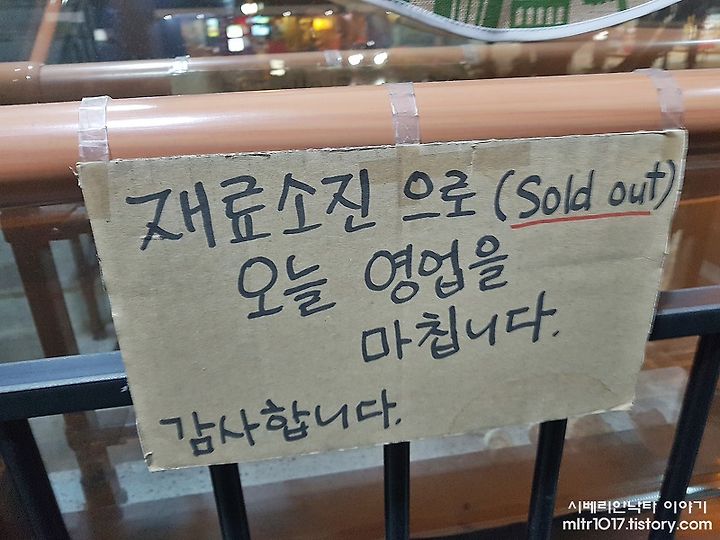 재료소진 으로 (Sold out)
오늘 영업을
마칩니다.
감사합니다.
시베리안낙타 이야기
mltr1017.tistory.com